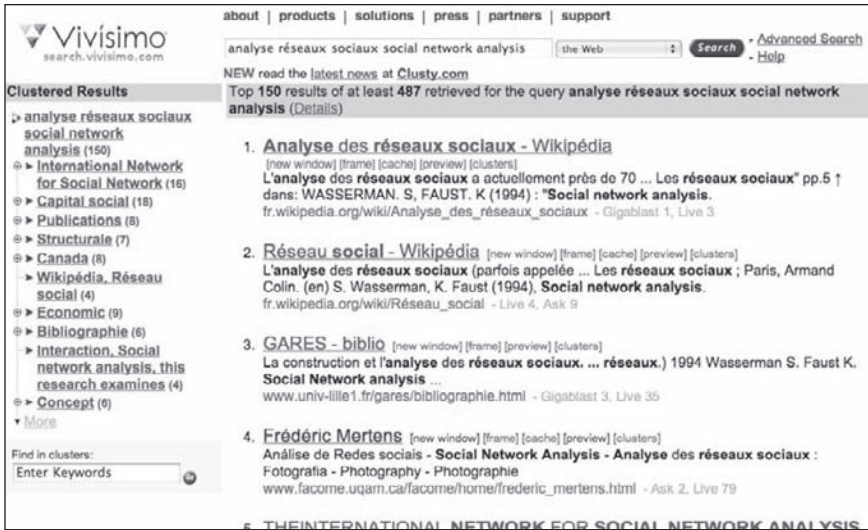 about | products | solutions | press | partners | support
Vivísimo
search.vivisimo.com
analyse réseaux sociaux social network analysis
the Web
Search
Advanced Search
Help
NEW read the latest news at Clusty.com
Clustered Results
analyse réseaux sociaux
social network
analysis (150)
International Network
for Social Network (16)
Capital social (18)
Publications (8)
Structurale (7)
Canada (8)
Wikipédia, Réseau
social (4)
Economic (9)
Bibliographie (6)
Interaction, Social
network analysis, this
research examines (4)
Concept (6)
More
Find in clusters:
Enter Keywords
Top 150 results of at least 487 retrieved for the query analyse réseaux sociaux social network
analysis (Details)
1. Analyse des réseaux sociaux - Wikipédia
[new window] [frame] [cache] [preview] [clusters]
L'analyse des réseaux sociaux a actuellement près de 70 ... Les réseaux sociaux" pp.5 ↑
dans: WASSERMAN. S, FAUST. K (1994) : "Social network analysis.
fr.wikipedia.org/wiki/Analyse_des_réseaux_sociaux - Gigablast 1, Live 3
2. Réseau social - Wikipédia [new window] [frame] [cache] [preview] [clusters]
L'analyse des réseaux sociaux (parfois appelée ... Les réseaux sociaux ; Paris, Armand
Colin. (en) S. Wasserman, K. Faust (1994), Social network analysis.
fr.wikipedia.org/wiki/Réseau_social - Live 4, Ask 9
3. GARES - biblio [new window] [frame] [preview] [clusters]
La construction et l'analyse des réseaux sociaux. ... réseaux.) 1994 Wasserman S. Faust K.
Social Network analysis ...
www.univ-lille1.fr/gares/bibliographie.html - Gigablast 3, Live 35
4. Frédéric Mertens [new window] [frame] [cache] [preview] [clusters]
Análise de Redes sociais - Social Network Analysis - Analyse des réseaux sociaux :
Fotografia - Photography - Photographie
www.facome.uqam.ca/facome/home/frederic_mertens.html - Ask 2, Live 79
5. THEINTERNATIONAL NETWORK FOR SOCIAL NETWORK ANALYSIS